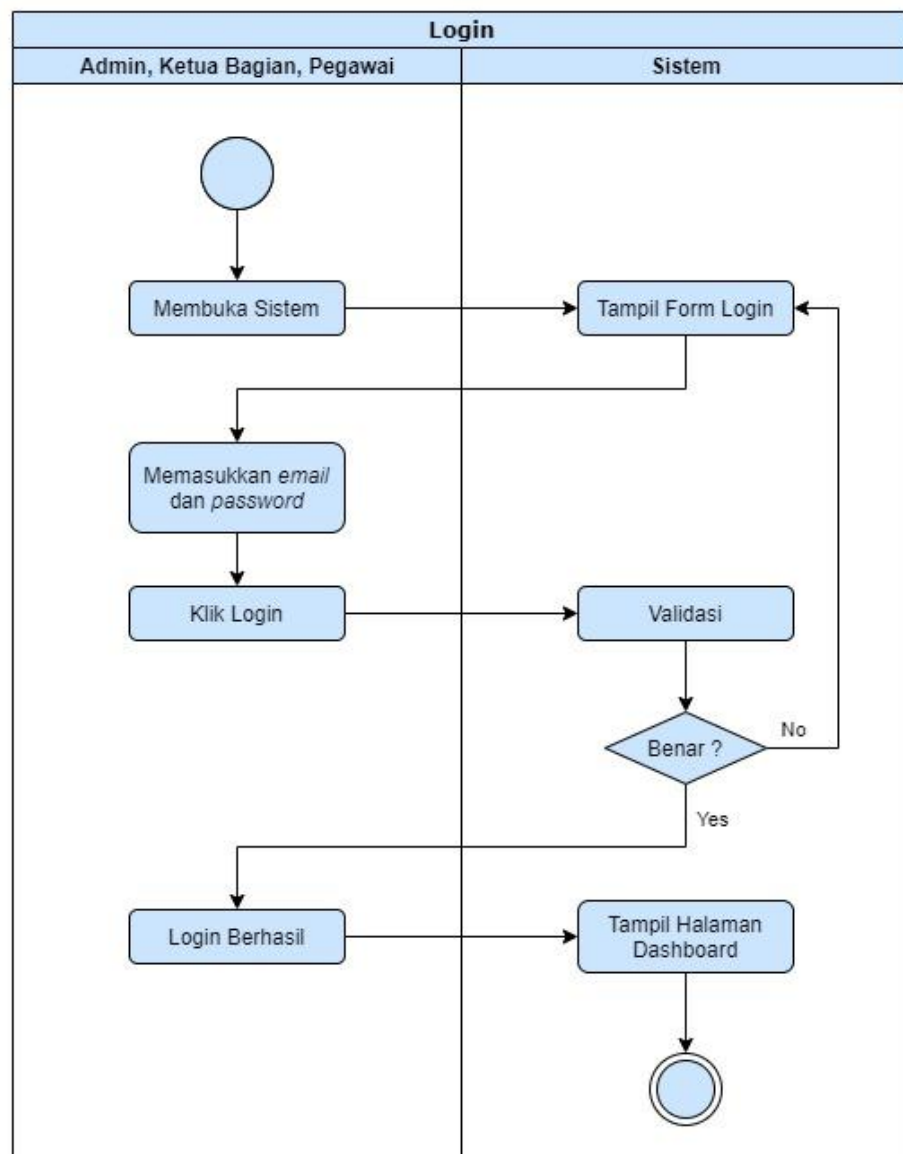 Login
Admin, Ketua Bagian, Pegawai
Sistem
Membuka Sistem
Tampil Form Login
Memasukkan email
dan password
Klik Login
Validasi
Benar ?
No
Yes
Login Berhasil
Tampil Halaman
Dashboard